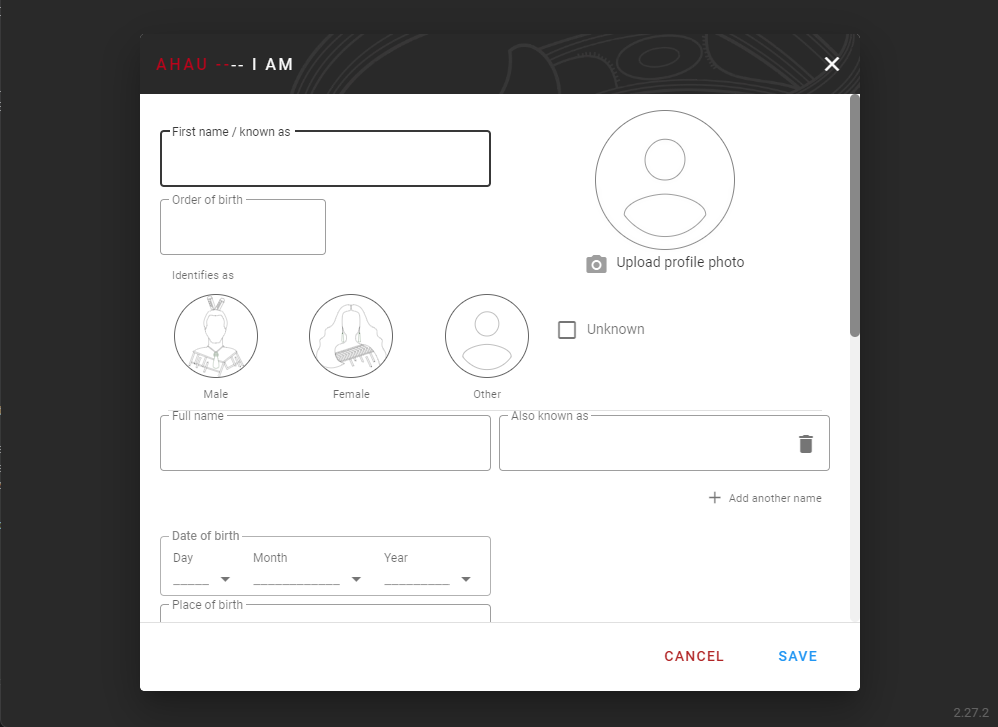 AHAU ---- I AM
First name / known as
Order of birth
Upload profile photo
Identifies as
Unknown
Male Female Other
Full name Also known as
Add another name
Date of birth
Day Month Year
Place of birth
CANCEL SAVE
2.27.2